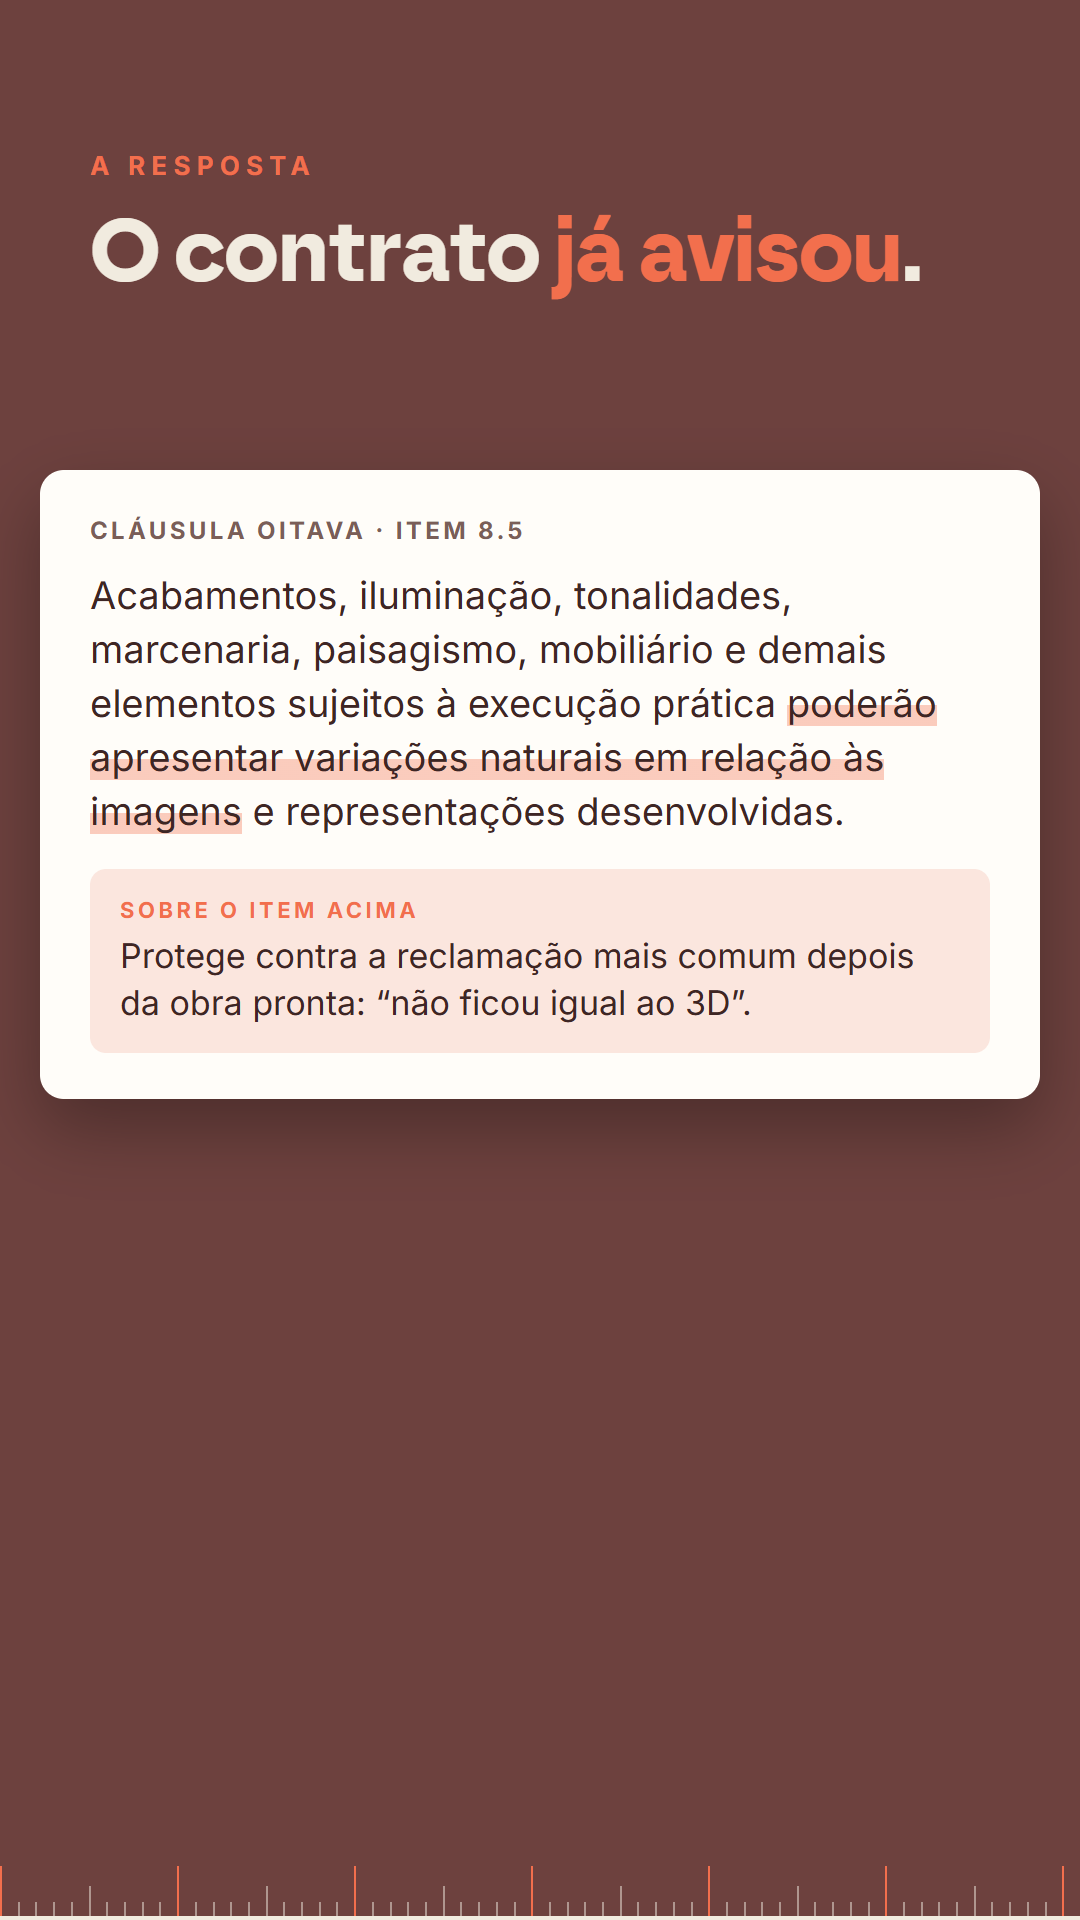 A RESPOSTA
O contrato já avisou.
CLÁUSULA OITAVA · ITEM 8.5
Acabamentos, iluminação, tonalidades,
marcenaria, paisagismo, mobiliário e demais
elementos sujeitos à execução prática poderão
apresentar variações naturais em relação às
imagens e representações desenvolvidas.
SOBRE O ITEM ACIMA
Protege contra a reclamação mais comum depois
da obra pronta: “não ficou igual ao 3D”.